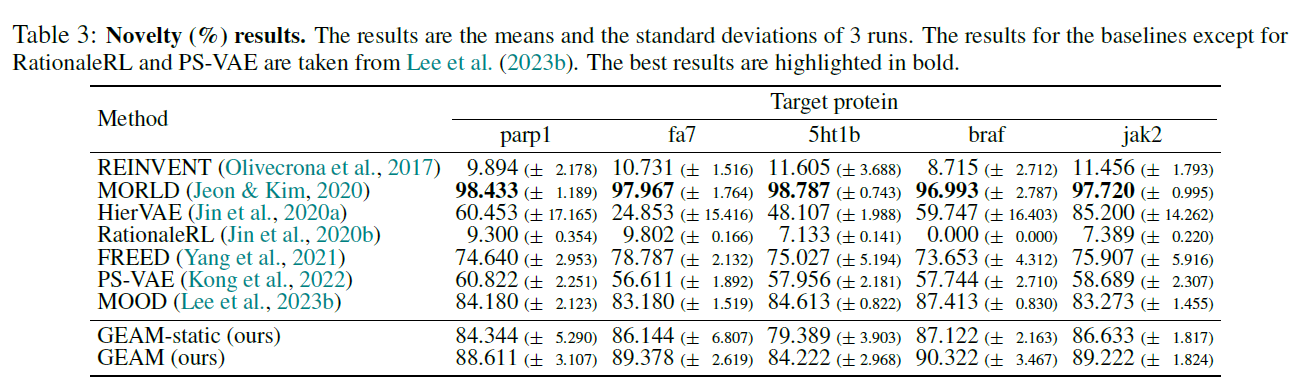 Table 3: Novelty (%) results. The results are the means and the standard deviations of 3 runs. The results for the baselines except for
RationaleRL and PS-VAE are taken from Lee et al. (2023b). The best results are highlighted in bold.
Method Target protein
parp1 fa7 5ht1b braf jak2
REINVENT (Olivecrona et al., 2017) 9.894 (± 2.178) 10.731 (± 1.516) 11.605 (± 3.688) 8.715 (± 2.712) 11.456 (± 1.793)
MORLD (Jeon & Kim, 2020) 98.433 (± 1.189) 97.967 (± 1.764) 98.787 (± 0.743) 96.993 (± 2.787) 97.720 (± 0.995)
HierVAE (Jin et al., 2020a) 60.453 (± 17.165) 24.853 (± 15.416) 48.107 (± 1.988) 59.747 (± 16.403) 85.200 (± 14.262)
RationaleRL (Jin et al., 2020b) 9.300 (± 0.354) 9.802 (± 0.166) 7.133 (± 0.141) 0.000 (± 0.000) 7.389 (± 0.220)
FREED (Yang et al., 2021) 74.640 (± 2.953) 78.787 (± 2.132) 75.027 (± 5.194) 73.653 (± 4.312) 75.907 (± 5.916)
PS-VAE (Kong et al., 2022) 60.822 (± 2.251) 56.611 (± 1.892) 57.956 (± 2.181) 57.744 (± 2.710) 58.689 (± 2.307)
MOOD (Lee et al., 2023b) 84.180 (± 2.123) 83.180 (± 1.519) 84.613 (± 0.822) 87.413 (± 0.830) 83.273 (± 1.455)
GEAM-static (ours) 84.344 (± 5.290) 86.144 (± 6.807) 79.389 (± 3.903) 87.122 (± 2.163) 86.633 (± 1.817)
GEAM (ours) 88.611 (± 3.107) 89.378 (± 2.619) 84.222 (± 2.968) 90.322 (± 3.467) 89.222 (± 1.824)